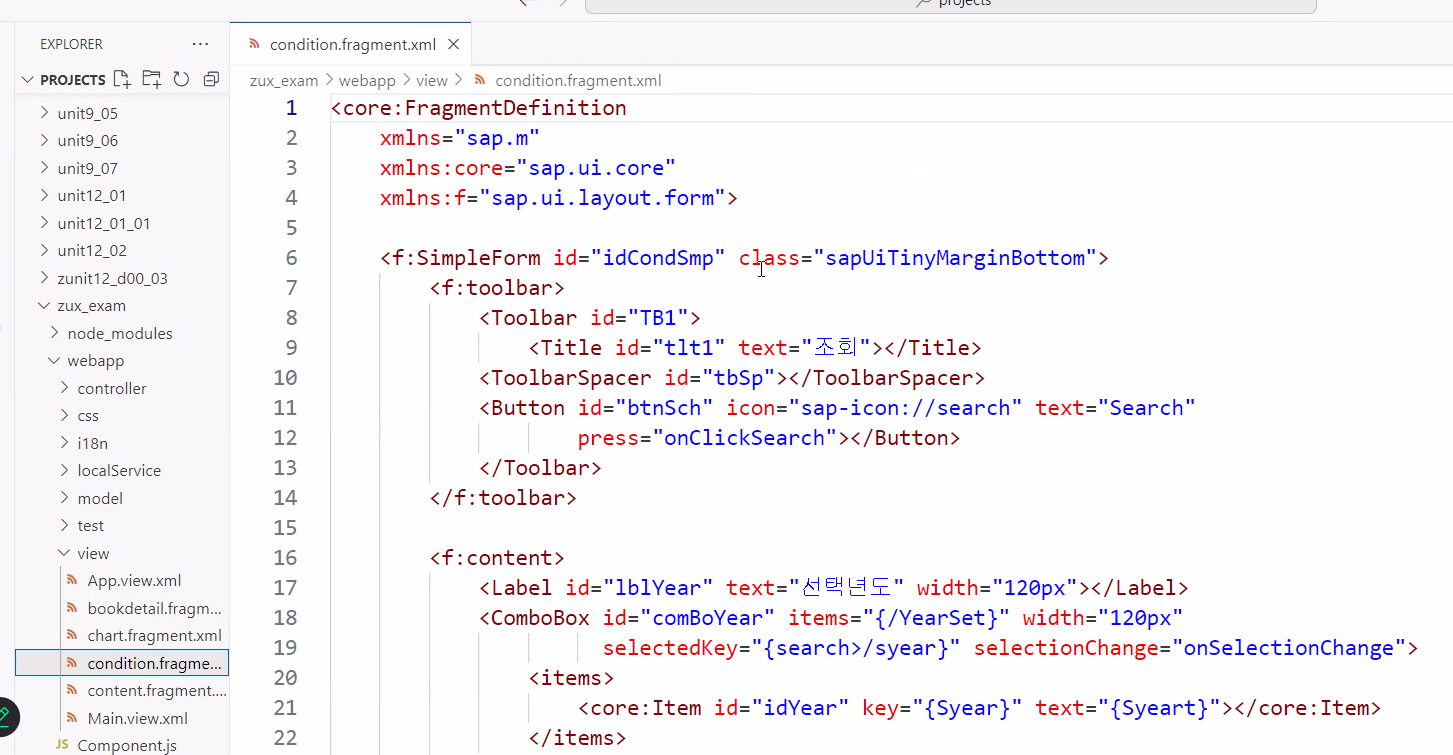 projects
EXPLORER ...
condition.fragment.xml
PROJECTS
zux_exam > webapp > view > condition.fragment.xml
unit9_05
unit9_06
unit9_07
unit12_01
unit12_01_01
unit12_02
zunit12_d00_03
zux_exam
node_modules
webapp
controller
css
i18n
localService
model
test
view
App.view.xml
bookdetail.fragm...
chart.fragment.xml
condition.fragme...
content.fragment....
Main.view.xml
JS Component.js
1 <core:FragmentDefinition
2 xmlns="sap.m"
3 xmlns:core="sap.ui.core"
4 xmlns:f="sap.ui.layout.form">
5
6 <f:SimpleForm id="idCondSmp" class="sapUiTinyMarginBottom">
7 <f:toolbar>
8 <Toolbar id="TB1">
9 <Title id="tlt1" text="조회"></Title>
10 <ToolbarSpacer id="tbSp"></ToolbarSpacer>
11 <Button id="btnSch" icon="sap-icon://search" text="Search"
12 press="onClickSearch"></Button>
13 </Toolbar>
14 </f:toolbar>
15
16 <f:content>
17 <Label id="lblYear" text="선택년도" width="120px"></Label>
18 <ComboBox id="comBoYear" items="{/YearSet}" width="120px"
19 selectedKey="{search>/syear}" selectionChange="onSelectionChange">
20 <items>
21 <core:Item id="idYear" key="{Syear}" text="{Syeart}"></core:Item>
22 </items>